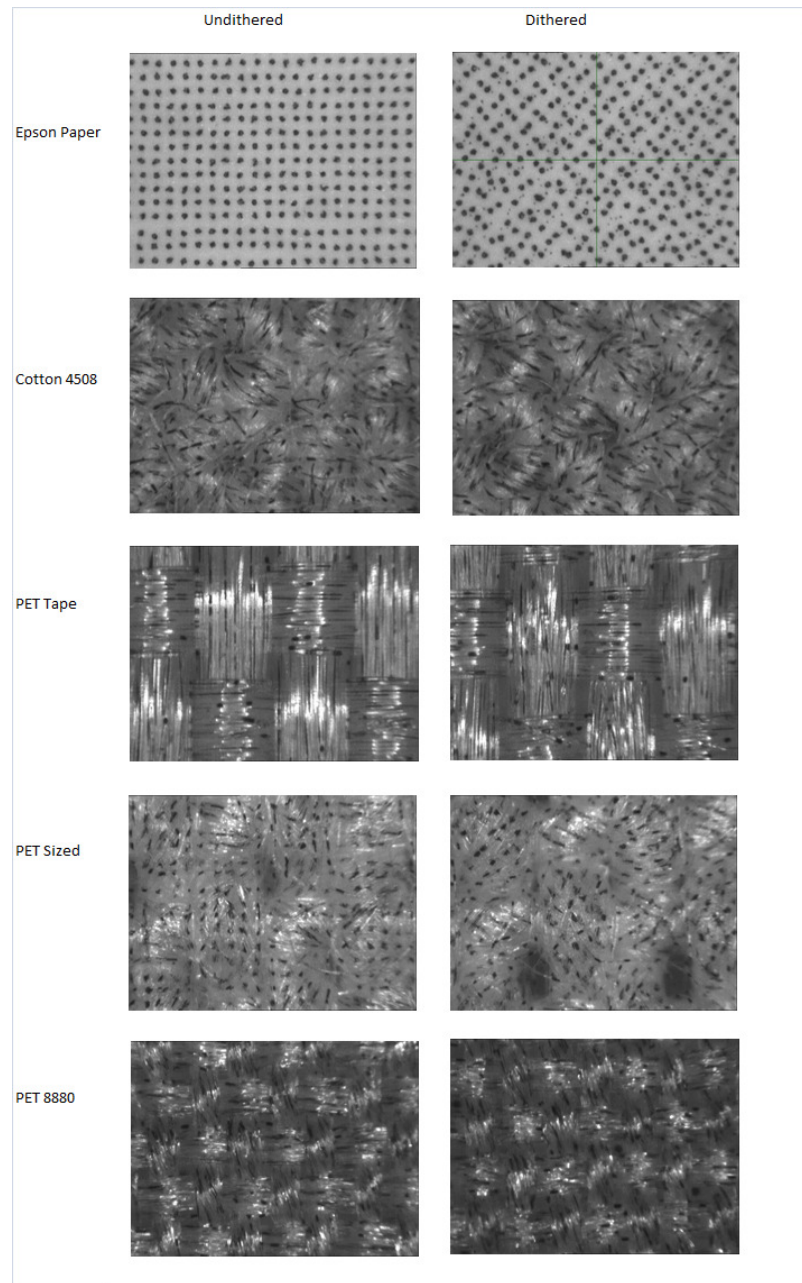 Undithered
Dithered
Epson Paper
Cotton 4508
PET Tape
PET Sized
PET 8880